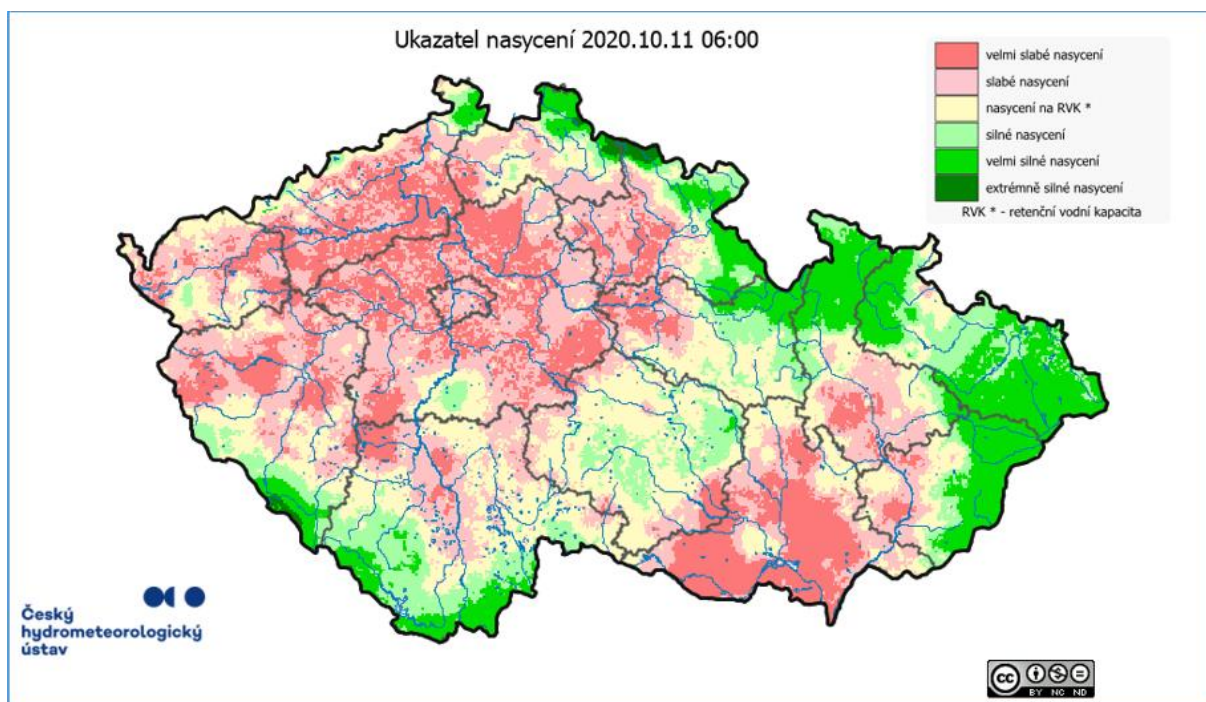 Ukazatel nasycení 2020.10.11 06:00
velmi slabé nasycení
slabé nasycení
nasycení na RVK *
silné nasycení
velmi silné nasycení
extrémně silné nasycení
RVK * - retenční vodní kapacita
Český
hydrometeorologický
ústav
cc
BY NC ND